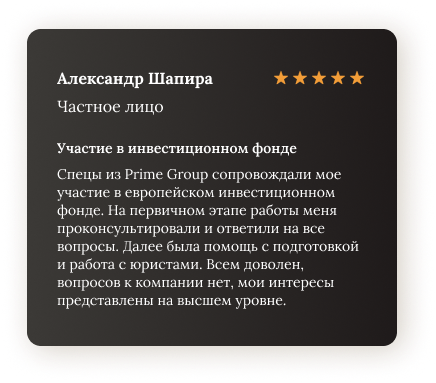 Александр Шапира
Частное лицо
Участие в инвестиционном фонде
Спецы из Prime Group сопровождали мое
участие в европейском инвестиционном
фонде. На первичном этапе работы меня
проконсультировали и ответили на все
вопросы. Далее была помощь с подготовкой
и работа с юристами. Всем доволен,
вопросов к компании нет, мои интересы
представлены на высшем уровне.